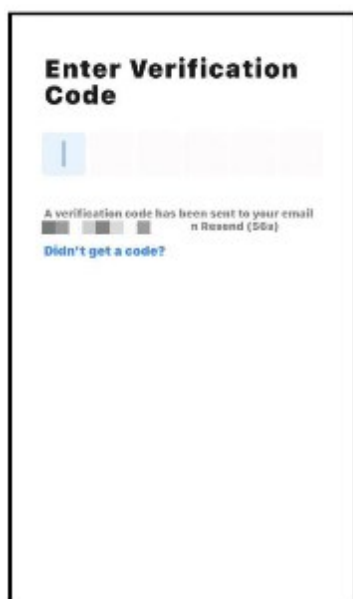 Enter Verification
Code
A verification code has been sent to your email
n Resend (56s)
Didn't get a code?